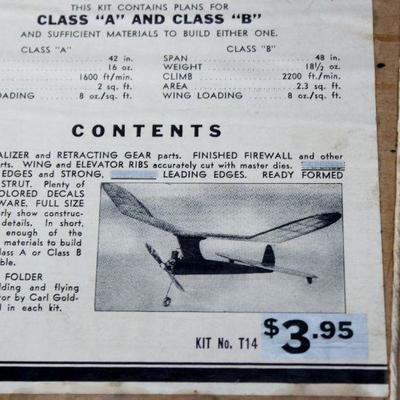 THIS KIT CONTAINS PLANS FOR
CLASS "A" AND CLASS "B"
AND SUFFICIENT MATERIALS TO BUILD EITHER ONE.
CLASS "A" CLASS "B"
42 in. SPAN 48 in.
16 oz. WEIGHT 18½ oz.
1600 ft/min. CLIMB 2200 ft/min.
2 sq. ft. AREA 2.3 sq. ft.
OADING 8 oz./sq. ft. WING LOADING 8 oz./sq. ft.
CONTENTS
ALIZER and RETRACTING GEAR parts. FINISHED FIREWALL and other
rts. WING and ELEVATOR RIBS accurately cut with master dies.
EDGES and STRONG, LEADING EDGES. READY FORMED
STRUT. Plenty of
OLORED DECALS
WARE. FULL SIZE
rly show construc-
details. In short,
enough of the
materials to build
lass A or Class B
ble.
FOLDER
lding and flying
tor by Carl Gold-
d in each kit.
KIT No. T14
$3.95